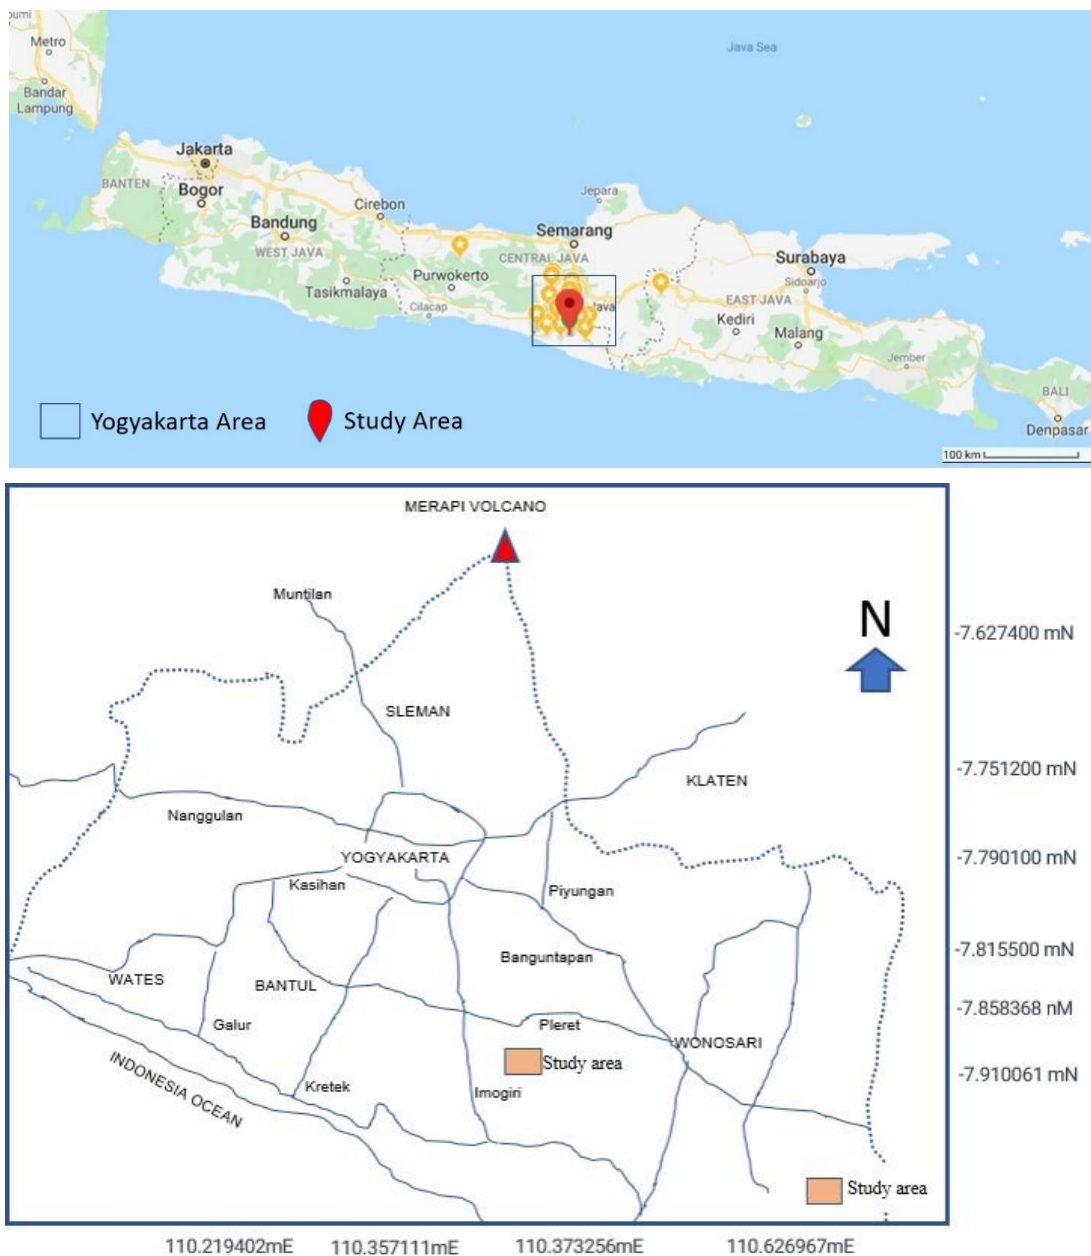 Java Sea
oumi
Metro
Bandar
Lampung
Jakarta
BANTEN
Bogor
Cirebon
Jepara
Bandung
Semarang
WEST JAVA
CENTRAL JAVA
Surabaya
Purwokerto
Sidoarjo
Tasikmalaya
Cilacap
Java
EAST JAVA
Kediri
Malang
Jember
BALI
Denpasar
Yogyakarta Area
Study Area
100 km
MERAPI VOLCANO
Muntilan
N
-7.627400 mN
SLEMAN
-7.751200 mN
KLATEN
Nanggulan
YOGYAKARTA
-7.790100 mN
Kasihan
Piyungan
Banguntapan
-7.815500 mN
WATES
BANTUL
-7.858368 nM
Galur
Pleret
WONOSARI
Study area
-7.910061 mN
INDONESIA OCEAN
Kretek
Imogiri
Study area
110.219402mE
110.357111mE
110.373256mE
110.626967mE